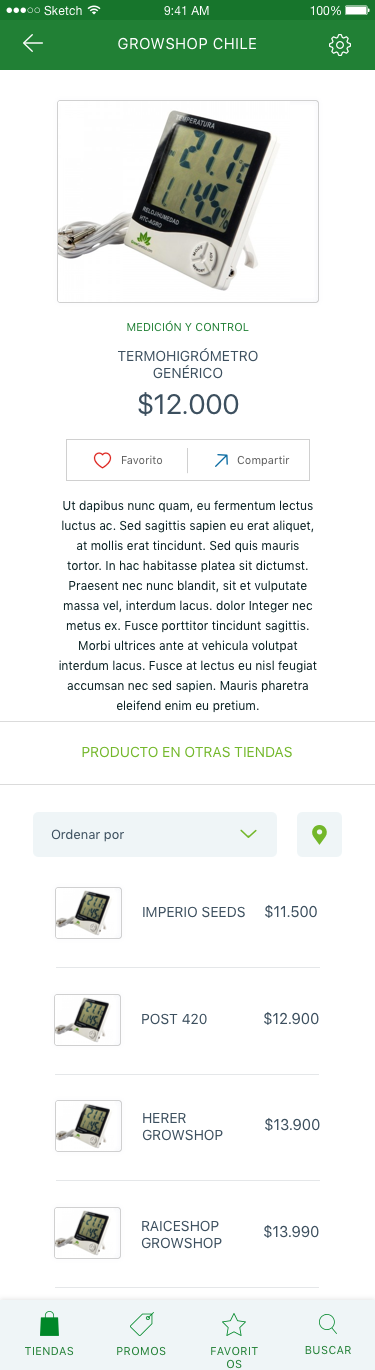 Sketch 9:41 AM 100%
GROWSHOP CHILE
TEMPERATURA
RELOJ/HUMEDAD
HTC-AGRO
MEDICIÓN Y CONTROL
TERMOHIGRÓMETRO
GENÉRICO
$12.000
Favorito Compartir
Ut dapibus nunc quam, eu fermentum lectus
luctus ac. Sed sagittis sapien eu erat aliquet,
at mollis erat tincidunt. Sed quis mauris
tortor. In hac habitasse platea sit dictumst.
Praesent nec nunc blandit, sit et vulputate
massa vel, interdum lacus. dolor Integer nec
metus ex. Fusce porttitor tincidunt sagittis.
Morbi ultrices ante at vehicula volutpat
interdum lacus. Fusce at lectus eu nisl feugiat
accumsan nec sed sapien. Mauris pharetra
eleifend enim eu pretium.
PRODUCTO EN OTRAS TIENDAS
Ordenar por
IMPERIO SEEDS $11.500
POST 420 $12.900
HERER
GROWSHOP
$13.900
RAICESHOP
GROWSHOP
$13.990
TIENDAS PROMOS FAVORIT
OS
BUSCAR